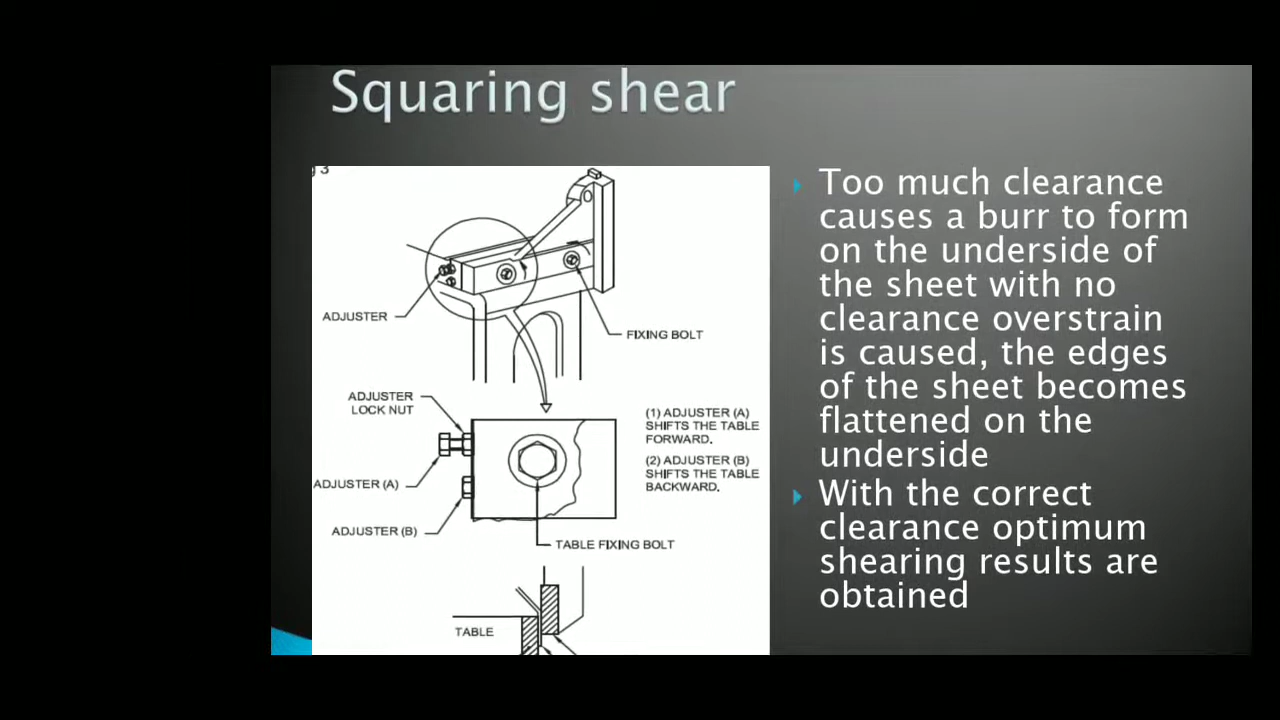 Squaring shear
g 3
ADJUSTER
FIXING BOLT
ADJUSTER
LOCK NUT
ADJUSTER (A)
ADJUSTER (B)
(1) ADJUSTER (A)
SHIFTS THE TABLE
FORWARD.
(2) ADJUSTER (B)
SHIFTS THE TABLE
BACKWARD.
TABLE FIXING BOLT
TABLE
Too much clearance
causes a burr to form
on the underside of
the sheet with no
clearance overstrain
is caused, the edges
of the sheet becomes
flattened on the
underside
With the correct
clearance optimum
shearing results are
obtained